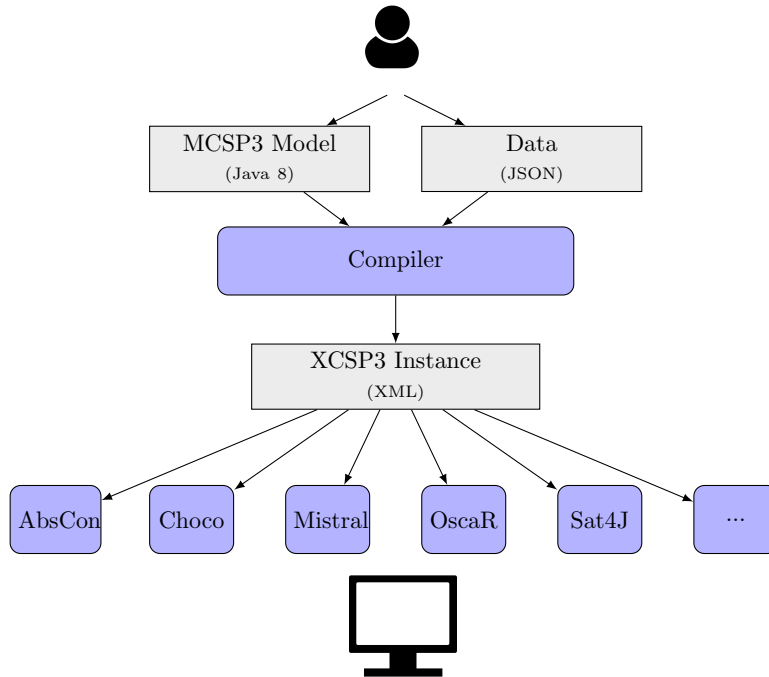 MCSP3 Model
(Java 8)
Data
(JSON)
Compiler
XCSP3 Instance
(XML)
AbsCon
Choco
Mistral
OscaR
Sat4J
...